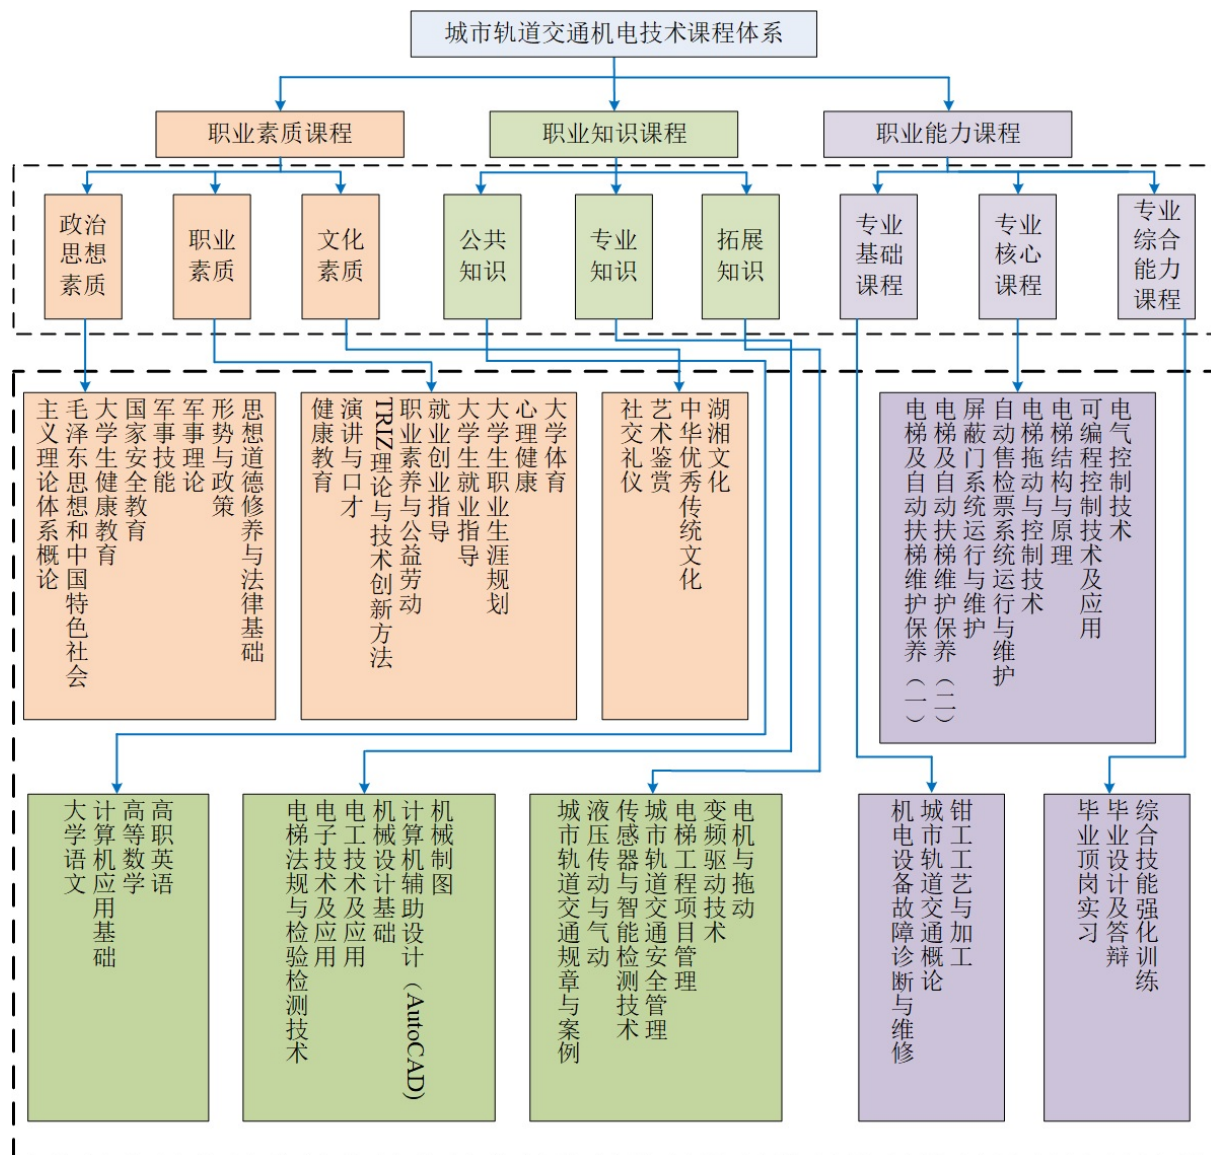 城市轨道交通机电技术课程体系
职业素质课程
职业知识课程
职业能力课程
政治
思想
素质
职业
素质
文化
素质
公共
知识
专业
知识
拓展
知识
专业
基础
课程
专业
核心
课程
专业
综合
能力
课程
思想道德修养与法律基础
形势与政策
军事理论
军事技能
国家安全教育
大学生健康教育
毛泽东思想和中国特色社会
主义理论体系概论
大学体育
心理健康
大学生职业生涯规划
大学生就业指导
就业创业指导
职业素养与公益劳动
TRIZ理论与技术创新方法
演讲与口才
健康教育
湖湘文化
中华优秀传统文化
艺术鉴赏
社交礼仪
电气控制技术
可编程控制技术及应用
电梯结构与原理
电梯拖动与控制技术
自动售检票系统运行与维护
屏蔽门系统运行与维护
电梯及自动扶梯维护保养（二）
电梯及自动扶梯维护保养（一）
高职英语
高等数学
计算机应用基础
大学语文
机械制图
计算机辅助设计（AutoCAD)
机械设计基础
电工技术及应用
电子技术及应用
电梯法规与检验检测技术
电机与拖动
变频驱动技术
电梯工程项目管理
城市轨道交通安全管理
传感器与智能检测技术
液压传动与气动
城市轨道交通规章与案例
钳工工艺与加工
城市轨道交通概论
机电设备故障诊断与维修
综合技能强化训练
毕业设计及答辩
毕业顶岗实习